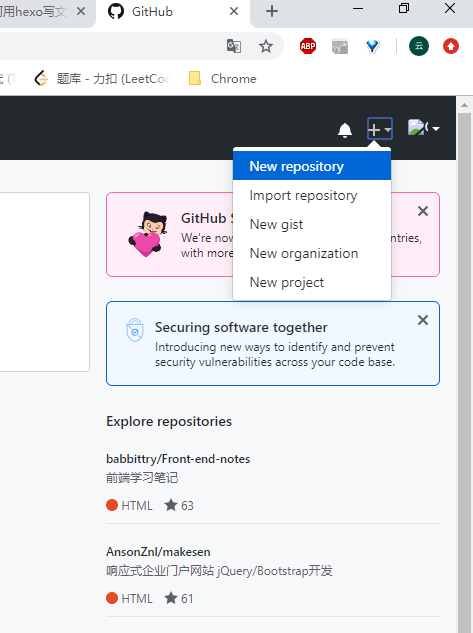 可用hexo写文
GitHub
ABP
云
题库 - 力扣 (LeetCo
Chrome
New repository
Import repository
New gist
New organization
New project
GitHub S
We're now
ntries,
with more
Securing software together
Introducing new ways to identify and prevent
security vulnerabilities across your code base.
Explore repositories
babbittry/Front-end-notes
前端学习笔记
HTML 63
AnsonZnl/makesen
响应式企业门户网站 jQuery/Bootstrap开发
HTML 61